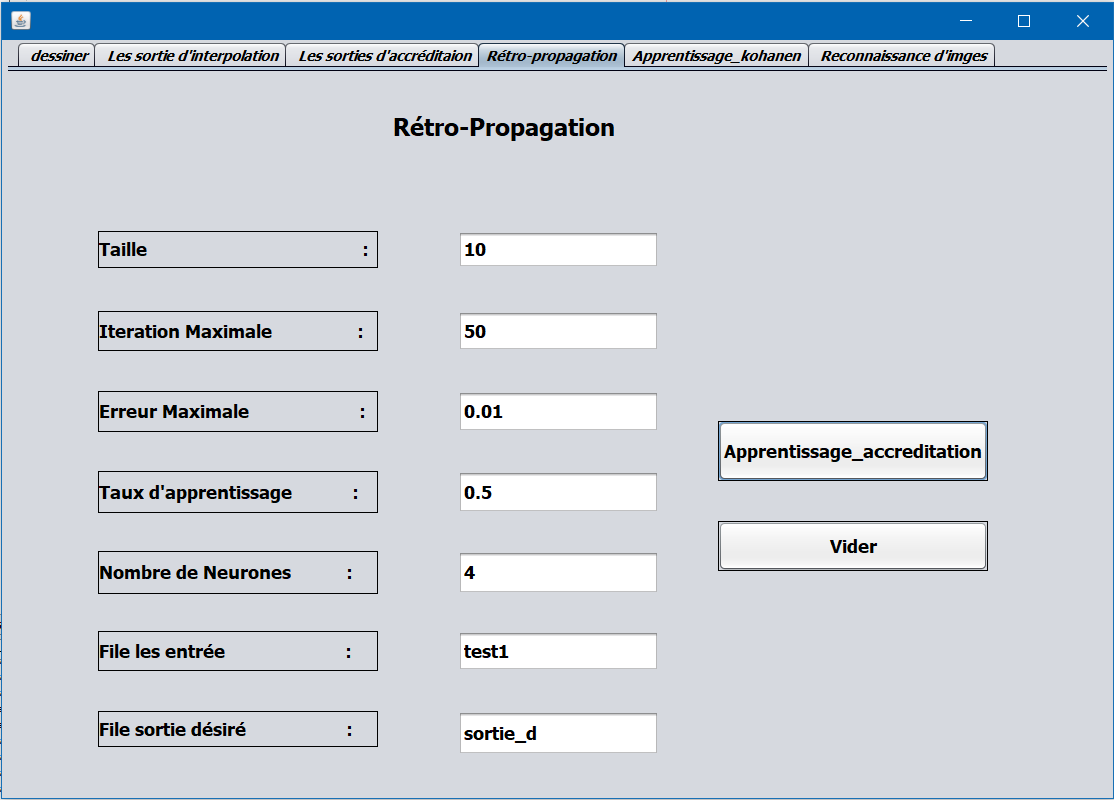 dessiner Les sortie d'interpolation Les sorties d'accréditaion Rétro-propagation Apprentissage_kohanen Reconnaissance d'imges
Rétro-Propagation
Taille : 10
Iteration Maximale : 50
Erreur Maximale : 0.01
Apprentissage_accreditation
Taux d'apprentissage : 0.5
Vider
Nombre de Neurones : 4
File les entrée : test1
File sortie désiré : sortie_d